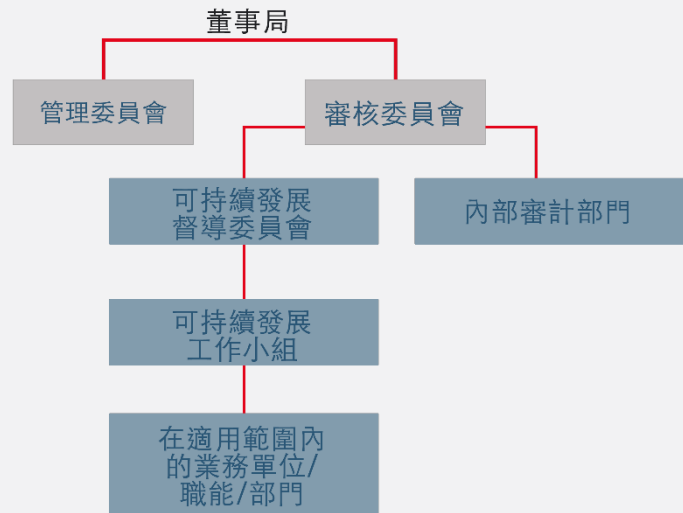 董事局
管理委員會
審核委員會
可持續發展
督導委員會
內部審計部門
可持續發展
工作小組
在適用範圍內
的業務單位/
職能/部門